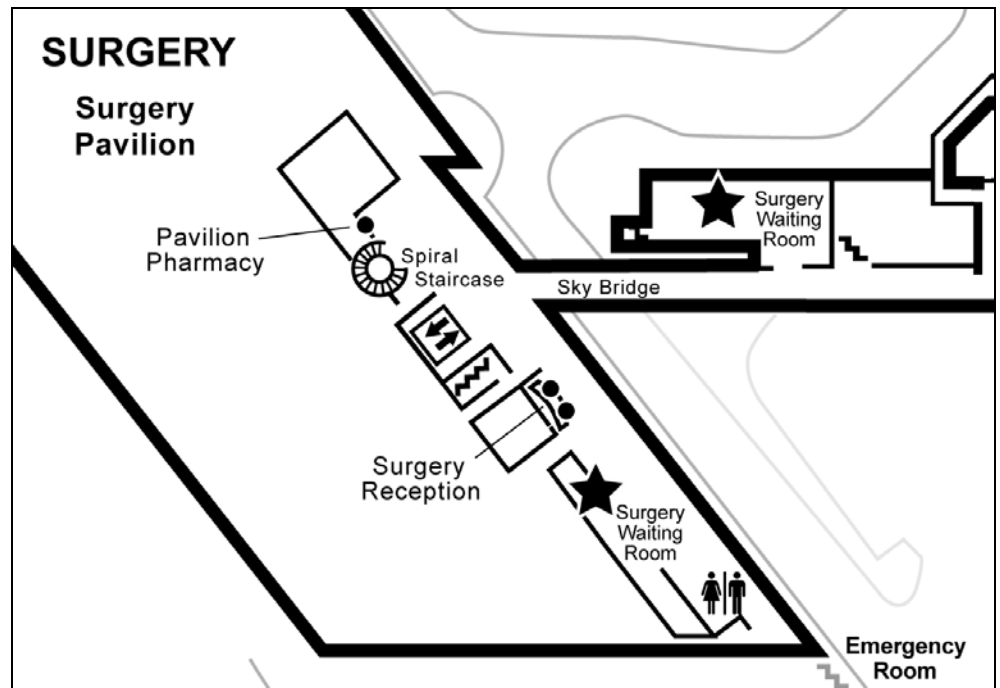 SURGERY
Surgery
Pavilion
Pavilion
Pharmacy
Spiral
Staircase
Surgery
Waiting
Room
Sky Bridge
Surgery
Reception
Surgery
Waiting
Room
Emergency
Room